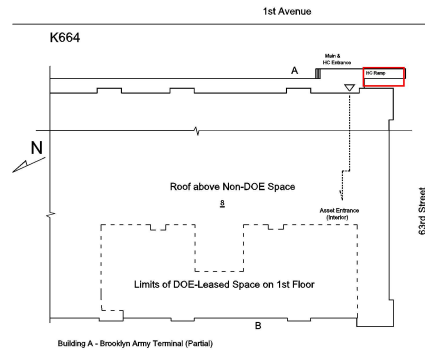 1st Avenue
K664
Main &
HC Entrance
A
HC Ramp
N
Roof above Non-DOE Space
8
Asset Entrance
(Interior)
63rd Street
Limits of DOE-Leased Space on 1st Floor
B
Building A - Brooklyn Army Terminal (Partial)